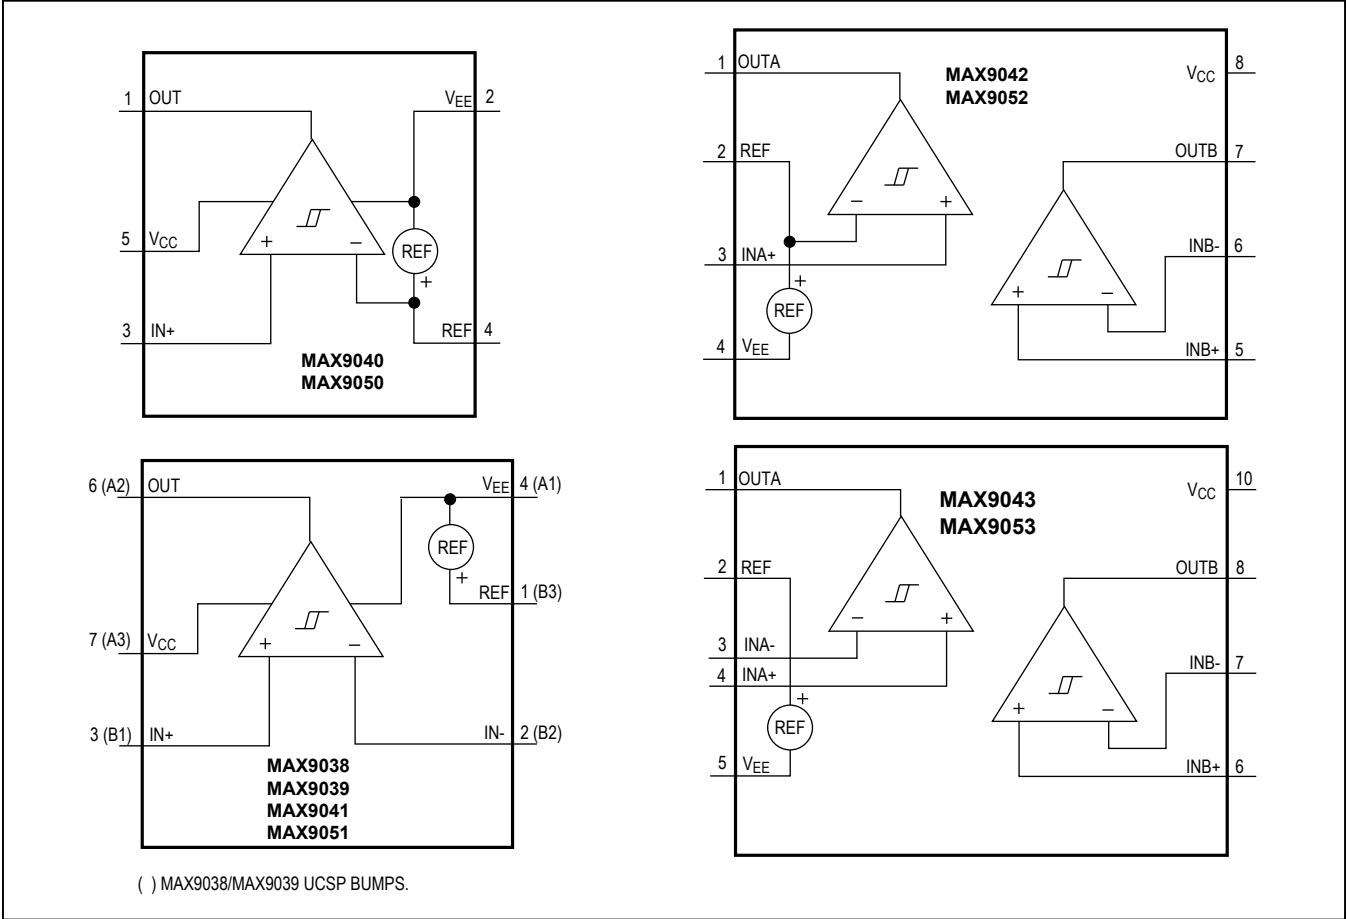 1 OUT VEE 2
5 VCC
REF
+
+ −
3 IN+ REF 4
MAX9040
MAX9050
1 OUTA
MAX9042
MAX9052
VCC 8
2 REF
OUTB 7
− +
3 INA+
INB- 6
+
REF
+ −
4 VEE
INB+ 5
6 (A2) OUT VEE 4 (A1)
REF
+
REF 1 (B3)
7 (A3) VCC
+ −
3 (B1) IN+ IN- 2 (B2)
MAX9038
MAX9039
MAX9041
MAX9051
1 OUTA
MAX9043
MAX9053
VCC 10
2 REF
OUTB 8
− +
3 INA-
4 INA+
INB- 7
+
REF
+ −
5 VEE
INB+ 6
( ) MAX9038/MAX9039 UCSP BUMPS.